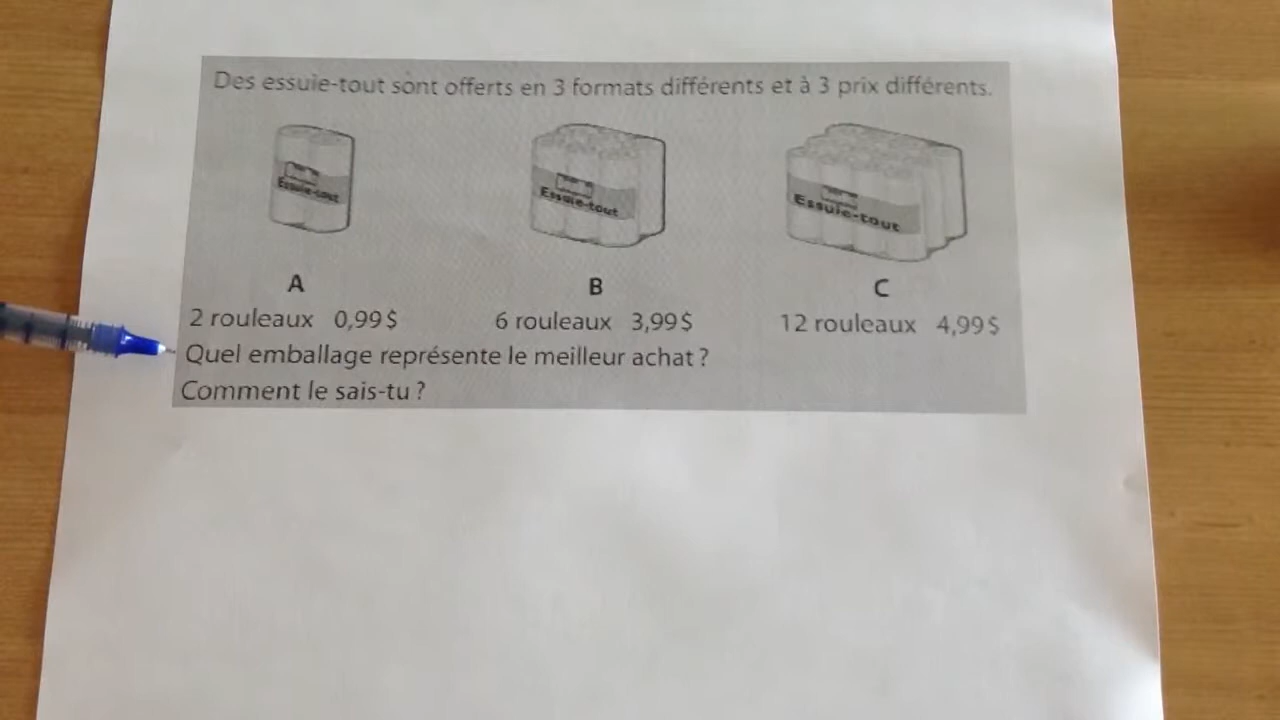 Des essuie-tout sont offerts en 3 formats différents et à 3 prix différents.
Essuie-tout
Essuie-tout
Essuie-tout
A B C
2 rouleaux 0,99 $ 6 rouleaux 3,99 $ 12 rouleaux 4,99 $
Quel emballage représente le meilleur achat ?
Comment le sais-tu ?